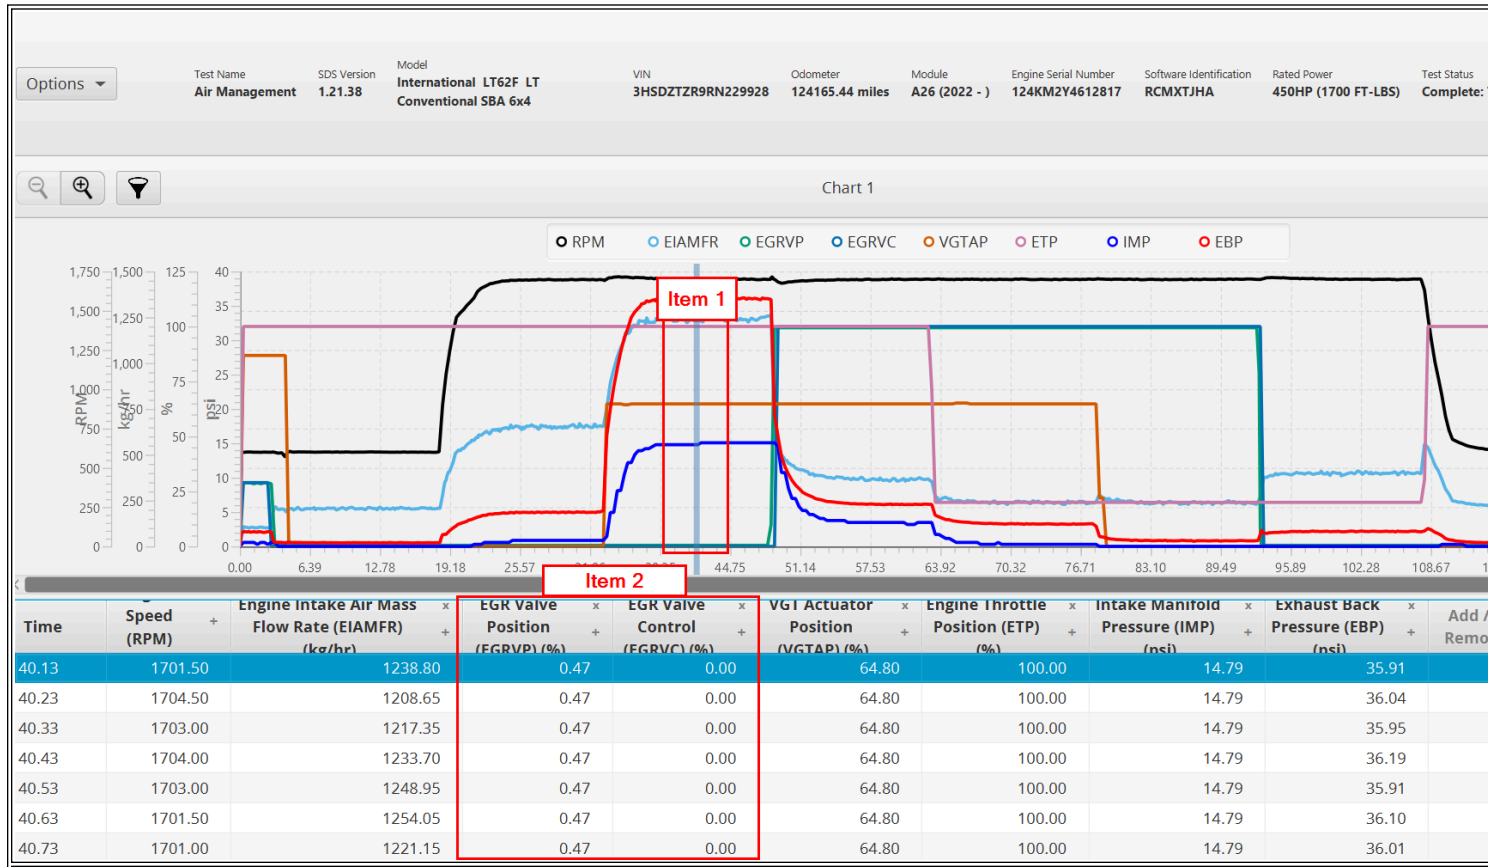 Options
Test Name
Air Management
SDS Version
1.21.38
Model
International LT62F LT
Conventional SBA 6x4
VIN
3HSDZTZR9RN229928
Odometer
124165.44 miles
Module
A26 (2022 - )
Engine Serial Number
124KM2Y4612817
Software Identification
RCMXTJHA
Rated Power
450HP (1700 FT-LBS)
Test Status
Complete:
Chart 1
RPM EIAMFR EGRVP EGRVC VGTAP ETP IMP EBP
Item 1
1,750 1,500 125 40
35
1,500 1,250 100 30
1,250 1,000 25
1,000 75 20
750 750 50 15
500 500 10
250 250 25 5
0 0 0 0
RPM
kg/hr
%
psi
0.00 6.39 12.78 19.18 25.57 44.75 51.14 57.53 63.92 70.32 76.71 83.10 89.49 95.89 102.28 108.67
Item 2
Time
Speed
(RPM)
Engine Intake Air Mass
Flow Rate (EIAMFR)
(kg/hr)
EGR Valve
Position
(EGRVP) (%)
EGR Valve
Control
(EGRVC) (%)
VGT Actuator
Position
(VGTAP) (%)
Engine Throttle
Position (ETP)
(%)
Intake Manifold
Pressure (IMP)
(psi)
Exhaust Back
Pressure (EBP)
(psi)
Add /
Remo
40.13 1701.50 1238.80 0.47 0.00 64.80 100.00 14.79 35.91
40.23 1704.50 1208.65 0.47 0.00 64.80 100.00 14.79 36.04
40.33 1703.00 1217.35 0.47 0.00 64.80 100.00 14.79 35.95
40.43 1704.00 1233.70 0.47 0.00 64.80 100.00 14.79 36.19
40.53 1703.00 1248.95 0.47 0.00 64.80 100.00 14.79 35.91
40.63 1701.50 1254.05 0.47 0.00 64.80 100.00 14.79 36.10
40.73 1701.00 1221.15 0.47 0.00 64.80 100.00 14.79 36.01